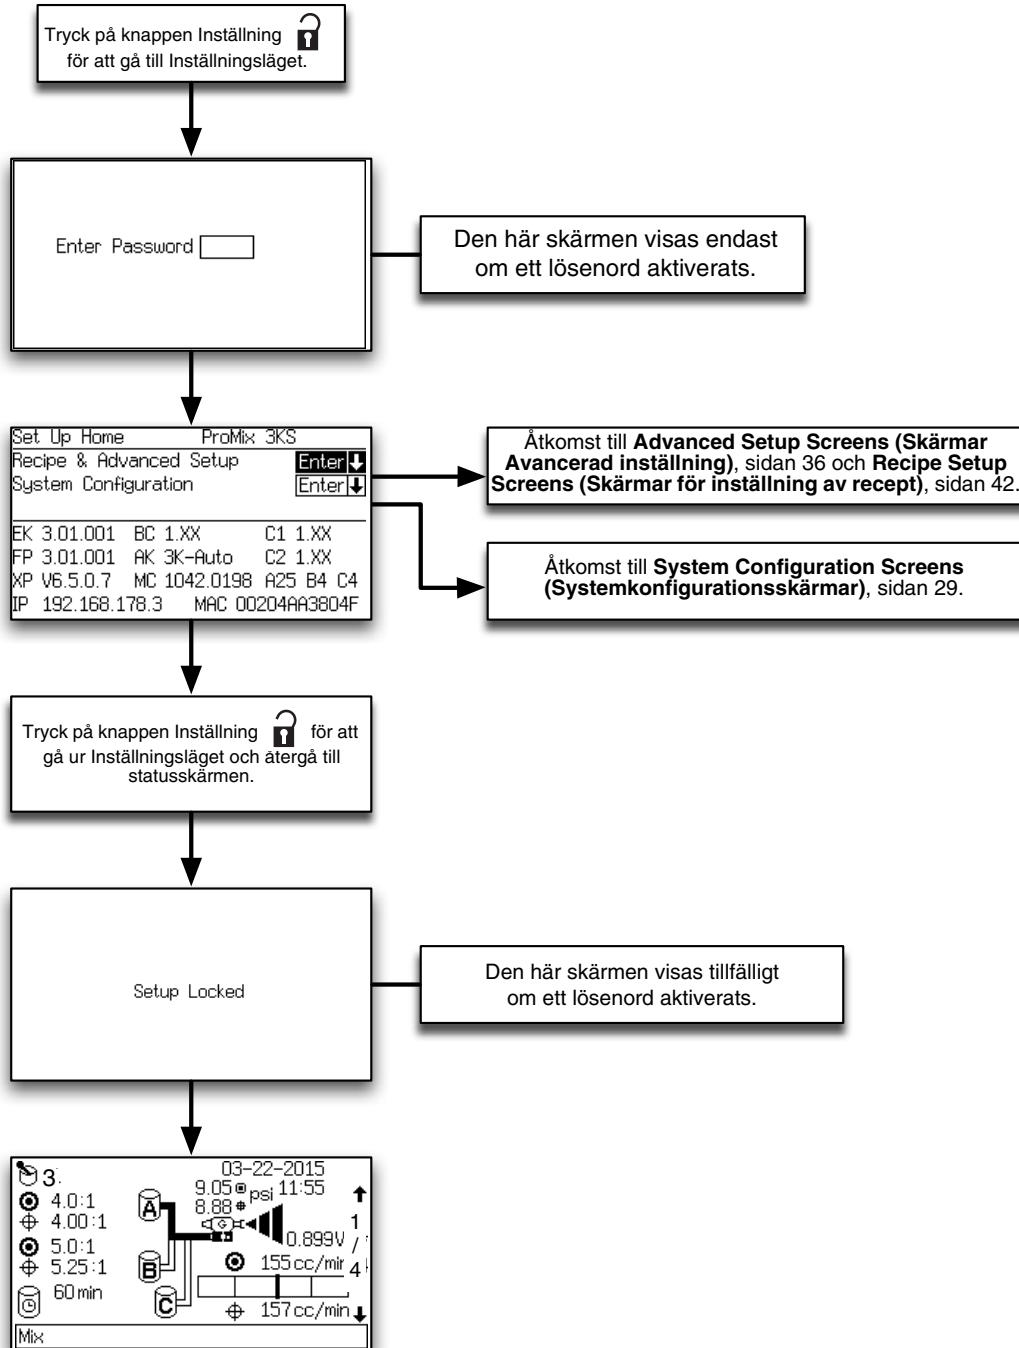 Tryck på knappen Inställning
för att gå till Inställningsläget.
Enter Password
Den här skärmen visas endast
om ett lösenord aktiverats.
Set Up Home ProMix 3KS
Recipe & Advanced Setup Enter
System Configuration Enter
EK 3.01.001 BC 1.XX C1 1.XX
FP 3.01.001 AK 3K-Auto C2 1.XX
XP V6.5.0.7 MC 1042.0198 A25 B4 C4
IP 192.168.178.3 MAC 00204AA3804F
Åtkomst till Advanced Setup Screens (Skärmar
Avancerad inställning), sidan 36 och Recipe Setup
Screens (Skärmar för inställning av recept), sidan 42.
Åtkomst till System Configuration Screens
(Systemkonfigurationsskärmar), sidan 29.
Tryck på knappen Inställning för att
gå ur Inställningsläget och återgå till
statusskärmen.
Setup Locked
Den här skärmen visas tillfälligt
om ett lösenord aktiverats.
3 03-22-2015
9.05 psi 11:55
4.0:1 A 8.88
4.00:1 G 1
5.0:1 0.899V /
5.25:1 B 155cc/min 4
60min C
157cc/min
Mix